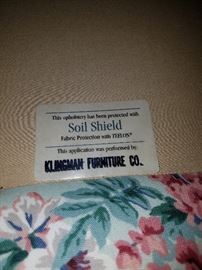 This upholstery has been protected with
Soil Shield
Fabric Protection with TEFLON®
This application was performed by:
KLINGMAN FURNITURE CO.